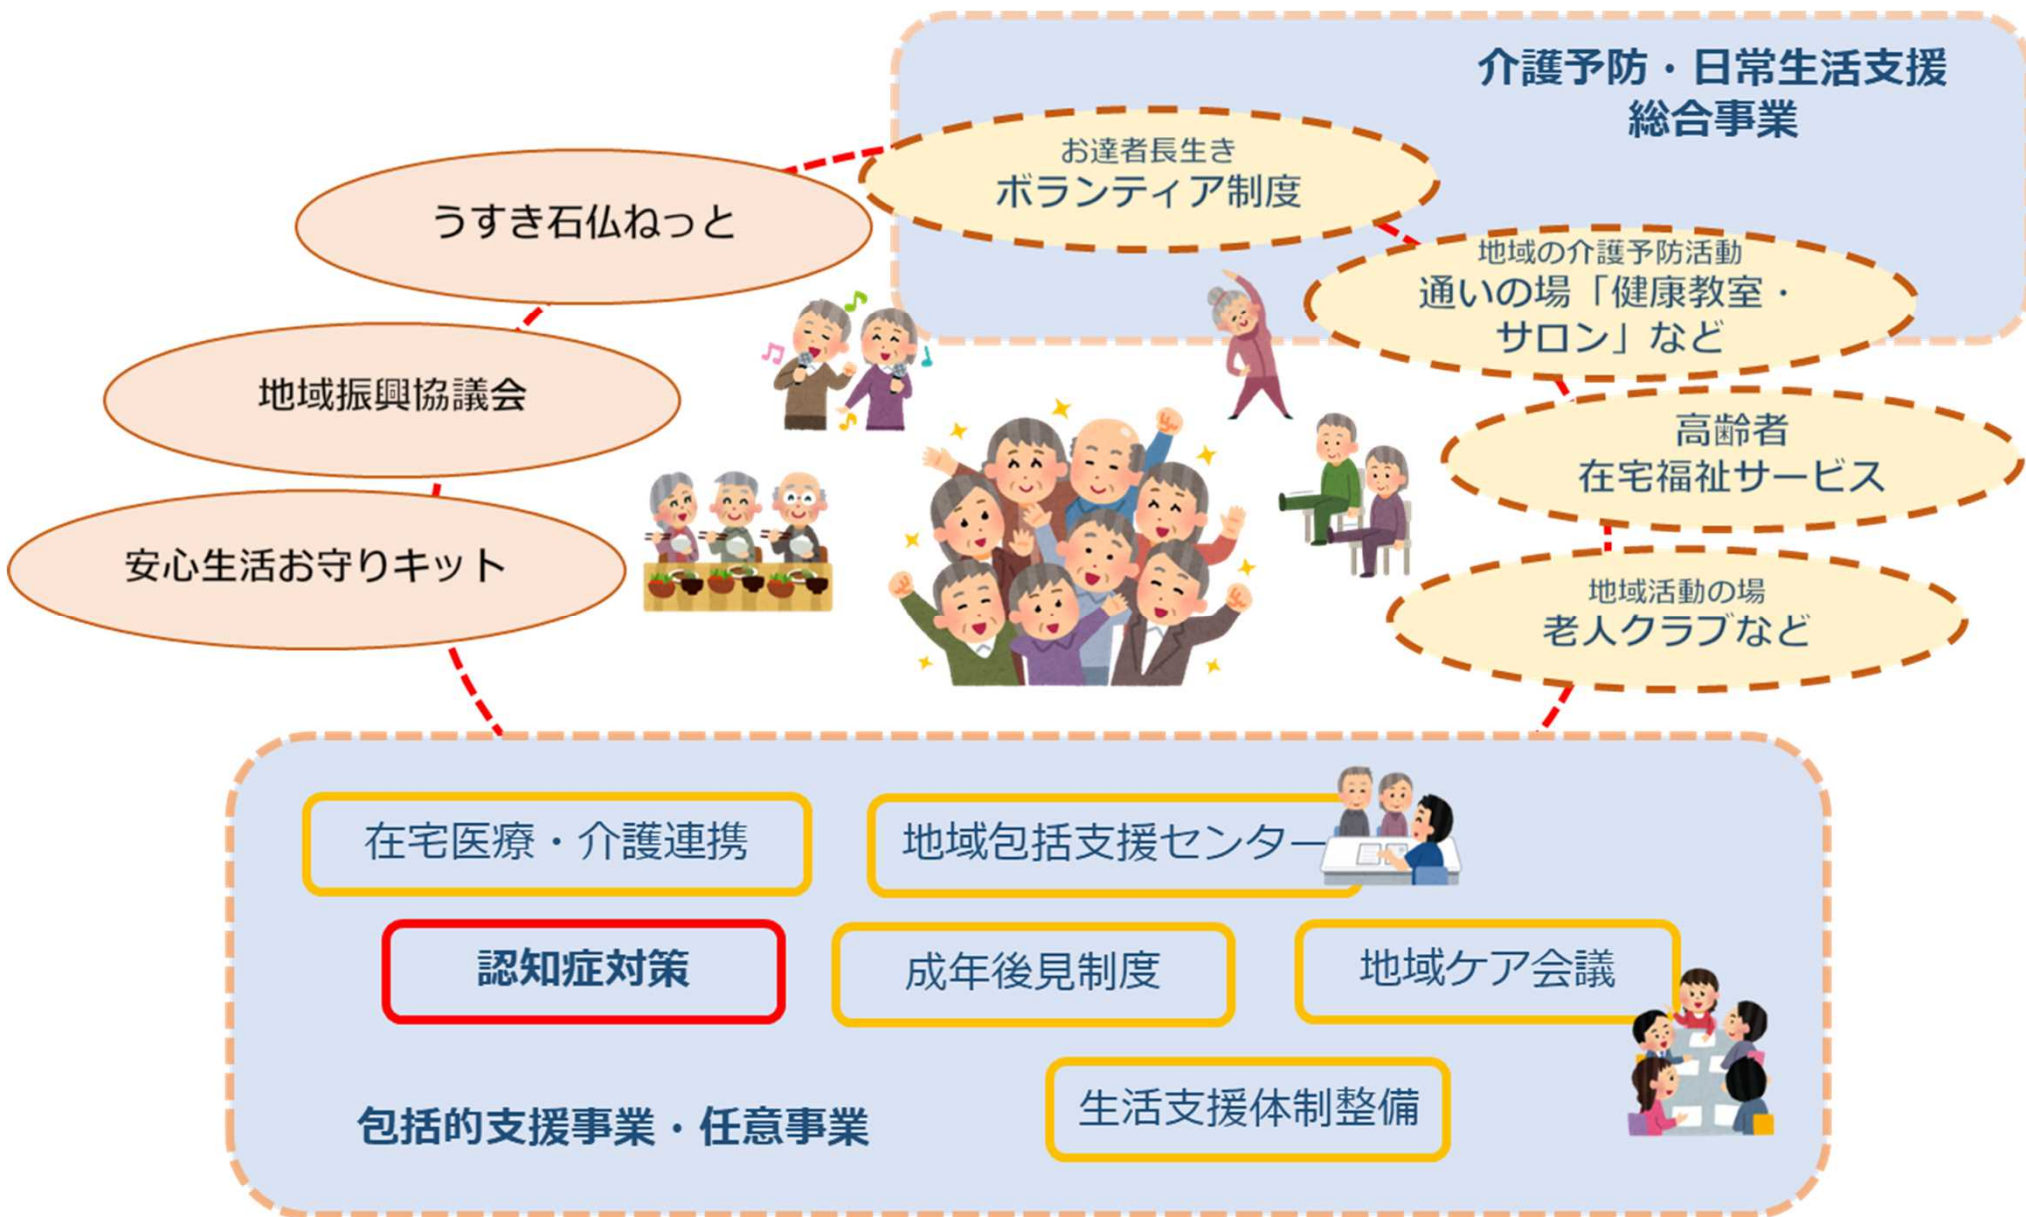 介護予防・日常生活支援
総合事業
お達者長生き
ボランティア制度
うすき石仏ねっと
地域の介護予防活動
通いの場「健康教室・
サロン」など
地域振興協議会
高齢者
在宅福祉サービス
安心生活お守りキット
地域活動の場
老人クラブなど
在宅医療・介護連携
地域包括支援センター
認知症対策
成年後見制度
地域ケア会議
生活支援体制整備
包括的支援事業・任意事業